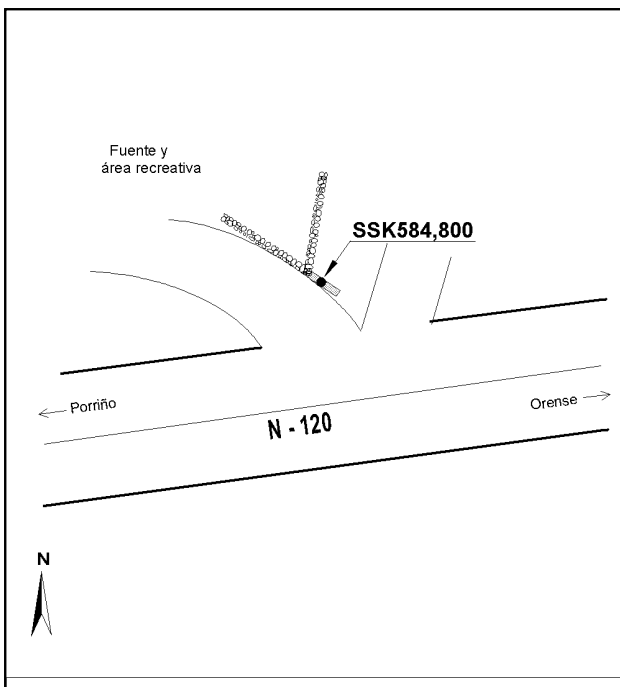 Fuente y
área recreativa
SSK584,800
Porriño
Orense
N - 120
N